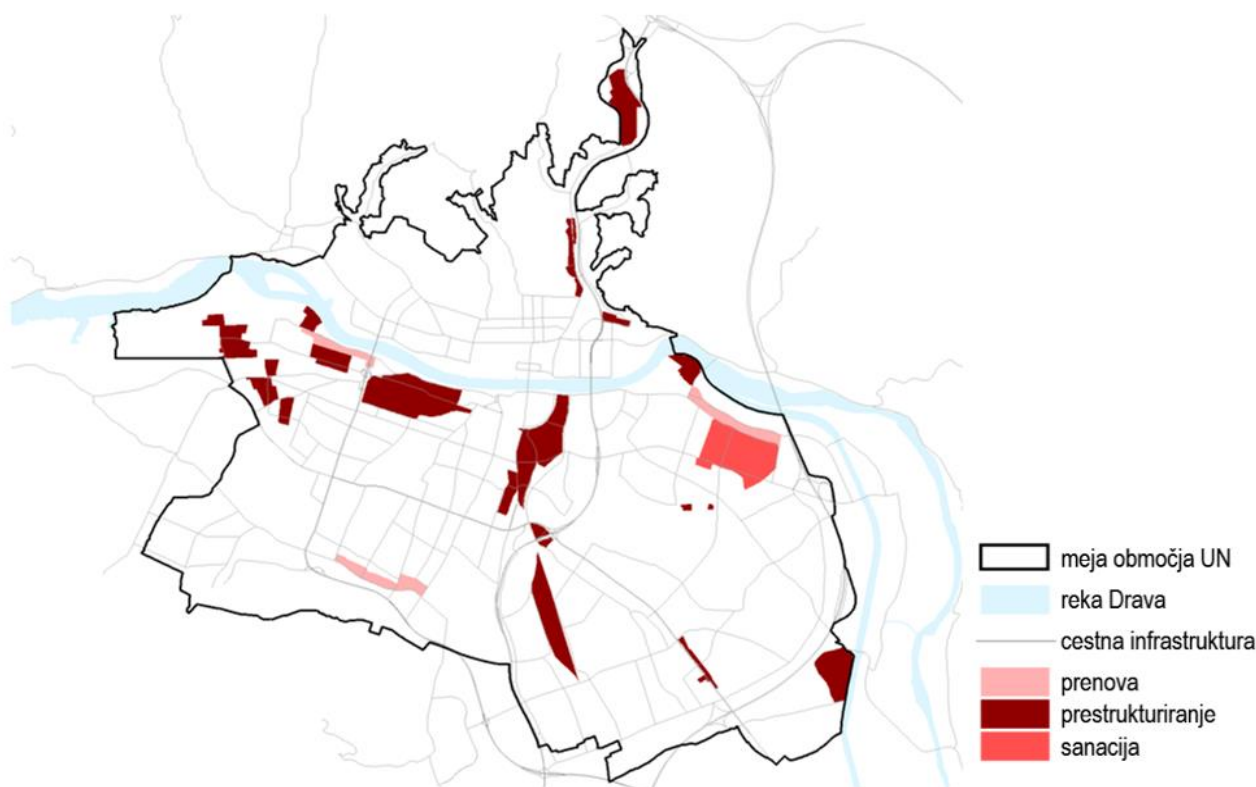 meja območja UN
reka Drava
cestna infrastruktura
prenova
prestrukturiranje
sanacija